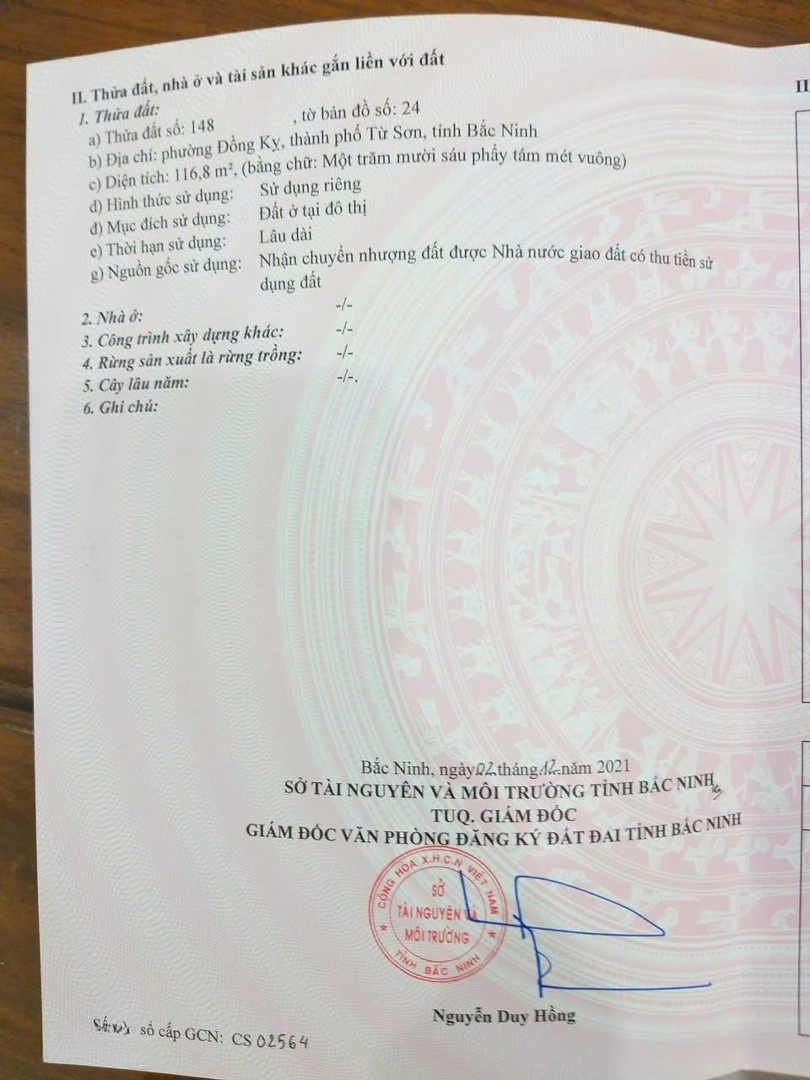 II. Thửa đất, nhà ở và tài sản khác gắn liền với đất
1. Thửa đất:
a) Thửa đất số: 148 , tờ bản đồ số: 24
b) Địa chỉ: phường Đồng Kỵ, thành phố Từ Sơn, tỉnh Bắc Ninh
c) Diện tích: 116,8 m², (bằng chữ: Một trăm mười sáu phẩy tám mét vuông)
d) Hình thức sử dụng: Sử dụng riêng
đ) Mục đích sử dụng: Đất ở tại đô thị
e) Thời hạn sử dụng: Lâu dài
g) Nguồn gốc sử dụng: Nhận chuyển nhượng đất được Nhà nước giao đất có thu tiền sử
dụng đất
2. Nhà ở: -/-
3. Công trình xây dựng khác: -/-
4. Rừng sản xuất là rừng trồng: -/-
5. Cây lâu năm: -/-.
6. Ghi chú:
II
Bắc Ninh, ngày 02 tháng 12 năm 2021
SỞ TÀI NGUYÊN VÀ MÔI TRƯỜNG TỈNH BẮC NINH
TUQ. GIÁM ĐỐC
GIÁM ĐỐC VĂN PHÒNG ĐĂNG KÝ ĐẤT ĐAI TỈNH BẮC NINH
CỘNG HÒA X.H.C.N VIỆT NAM
SỞ
TÀI NGUYÊN VÀ
MÔI TRƯỜNG
TỈNH BẮC NINH
Nguyễn Duy Hồng
sổ cấp GCN: CS 02564